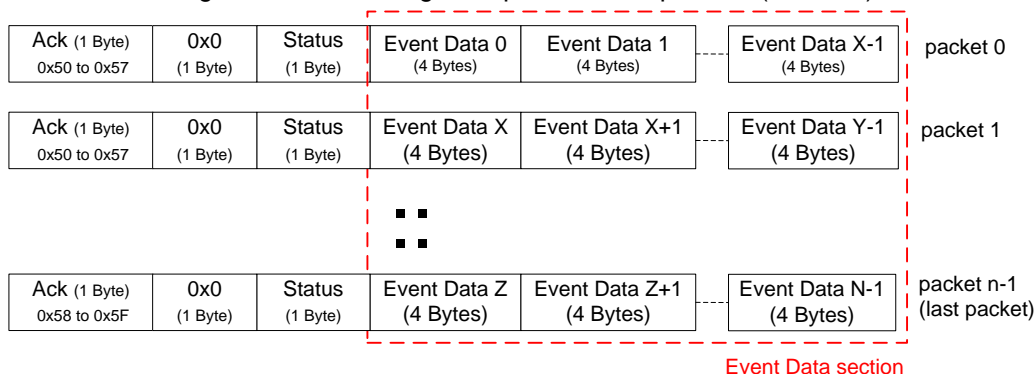 Ack (1 Byte) 0x0 Status Event Data 0 Event Data 1 Event Data X-1 packet 0
0x50 to 0x57 (1 Byte) (1 Byte) (4 Bytes) (4 Bytes) (4 Bytes)
Ack (1 Byte) 0x0 Status Event Data X Event Data X+1 Event Data Y-1 packet 1
0x50 to 0x57 (1 Byte) (1 Byte) (4 Bytes) (4 Bytes) (4 Bytes)
Ack (1 Byte) 0x0 Status Event Data Z Event Data Z+1 Event Data N-1 packet n-1
0x58 to 0x5F (1 Byte) (1 Byte) (4 Bytes) (4 Bytes) (4 Bytes) (last packet)
Event Data section